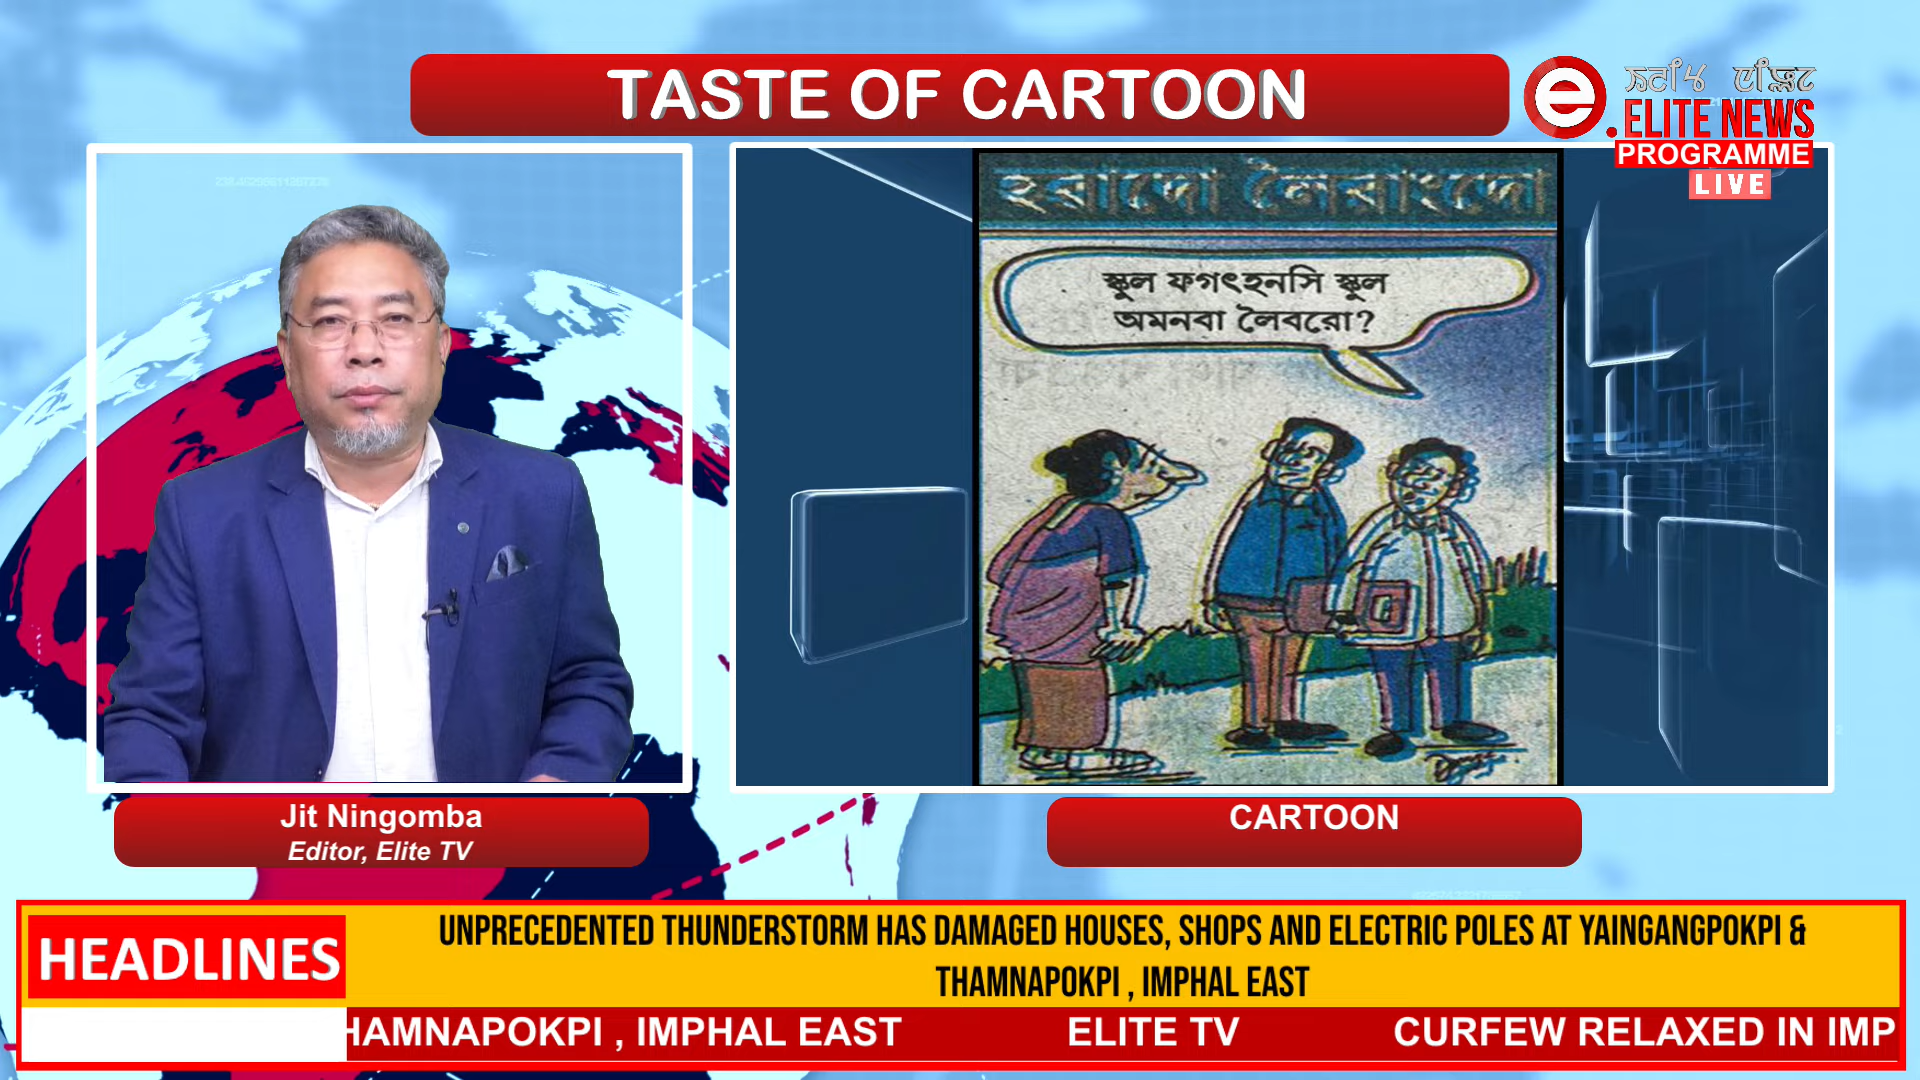 TASTE OF CARTOON
ꯑꯦꯂꯤꯠ
e. ELITE NEWS
PROGRAMME
LIVE
হরাদো লৈরাংদো
স্কুল ফগৎহনসি স্কুল
অমনবা লৈবরো?
Jit Ningomba
Editor, Elite TV
CARTOON
HEADLINES
UNPRECEDENTED THUNDERSTORM HAS DAMAGED HOUSES, SHOPS AND ELECTRIC POLES AT YAINGANGPOKPI &
THAMNAPOKPI , IMPHAL EAST
HAMNAPOKPI , IMPHAL EAST ELITE TV CURFEW RELAXED IN IMP